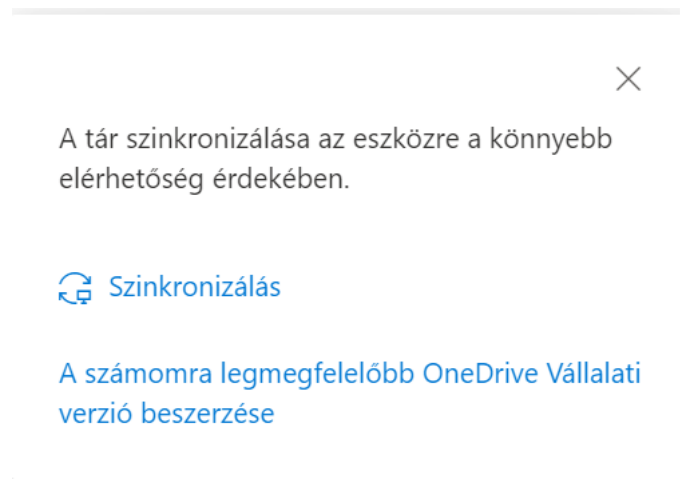 A tár szinkronizálása az eszközre a könnyebb
elérhetőség érdekében.
Szinkronizálás
A számomra legmegfelelőbb OneDrive Vállalati
verzió beszerzése